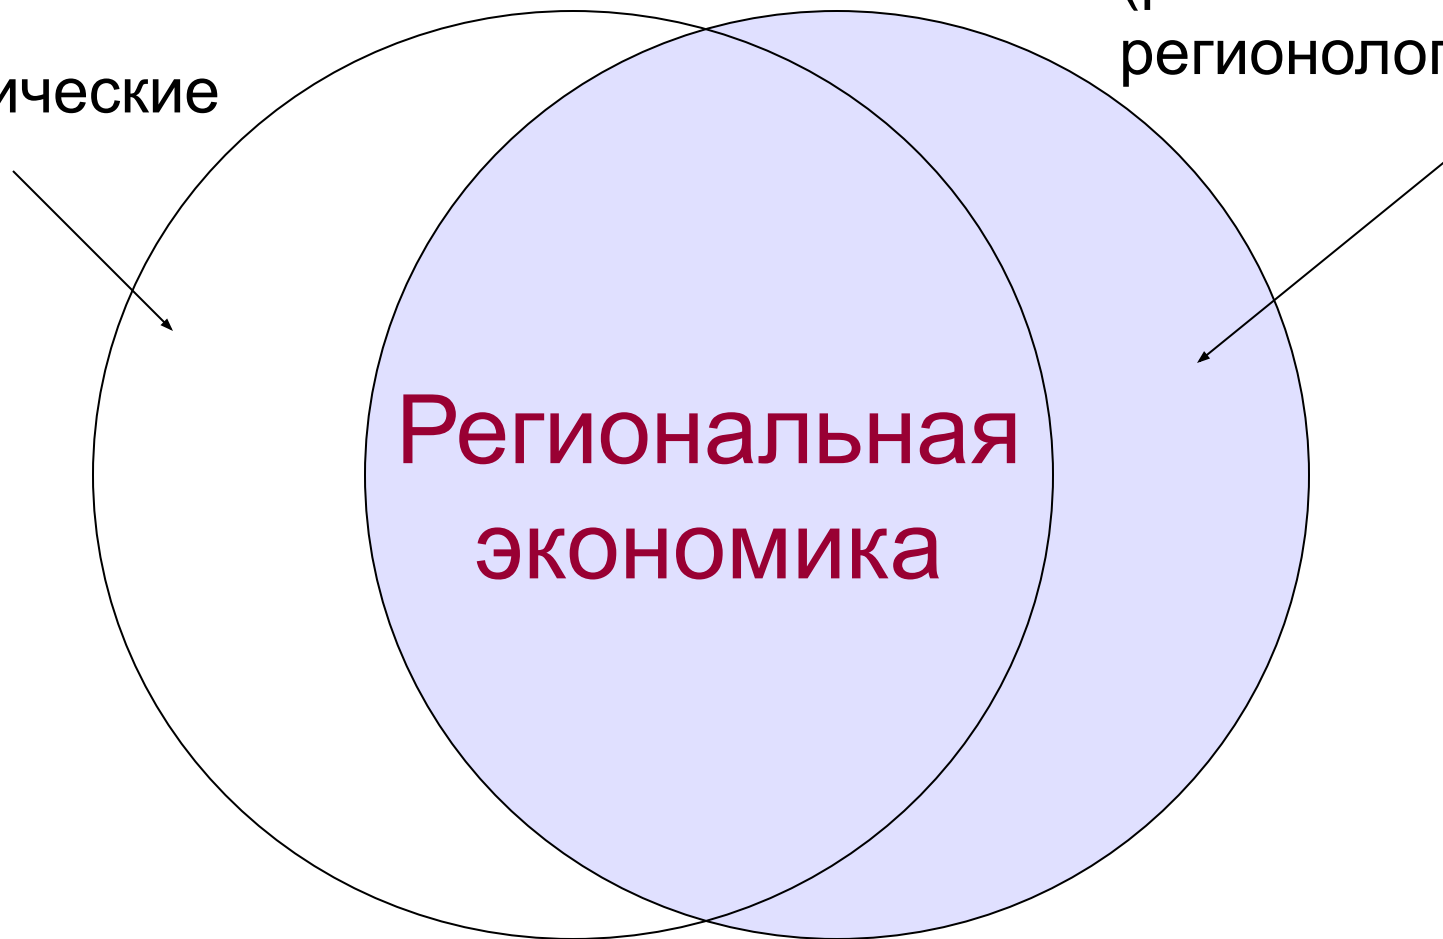 регионолог
ические
Региональная
экономика